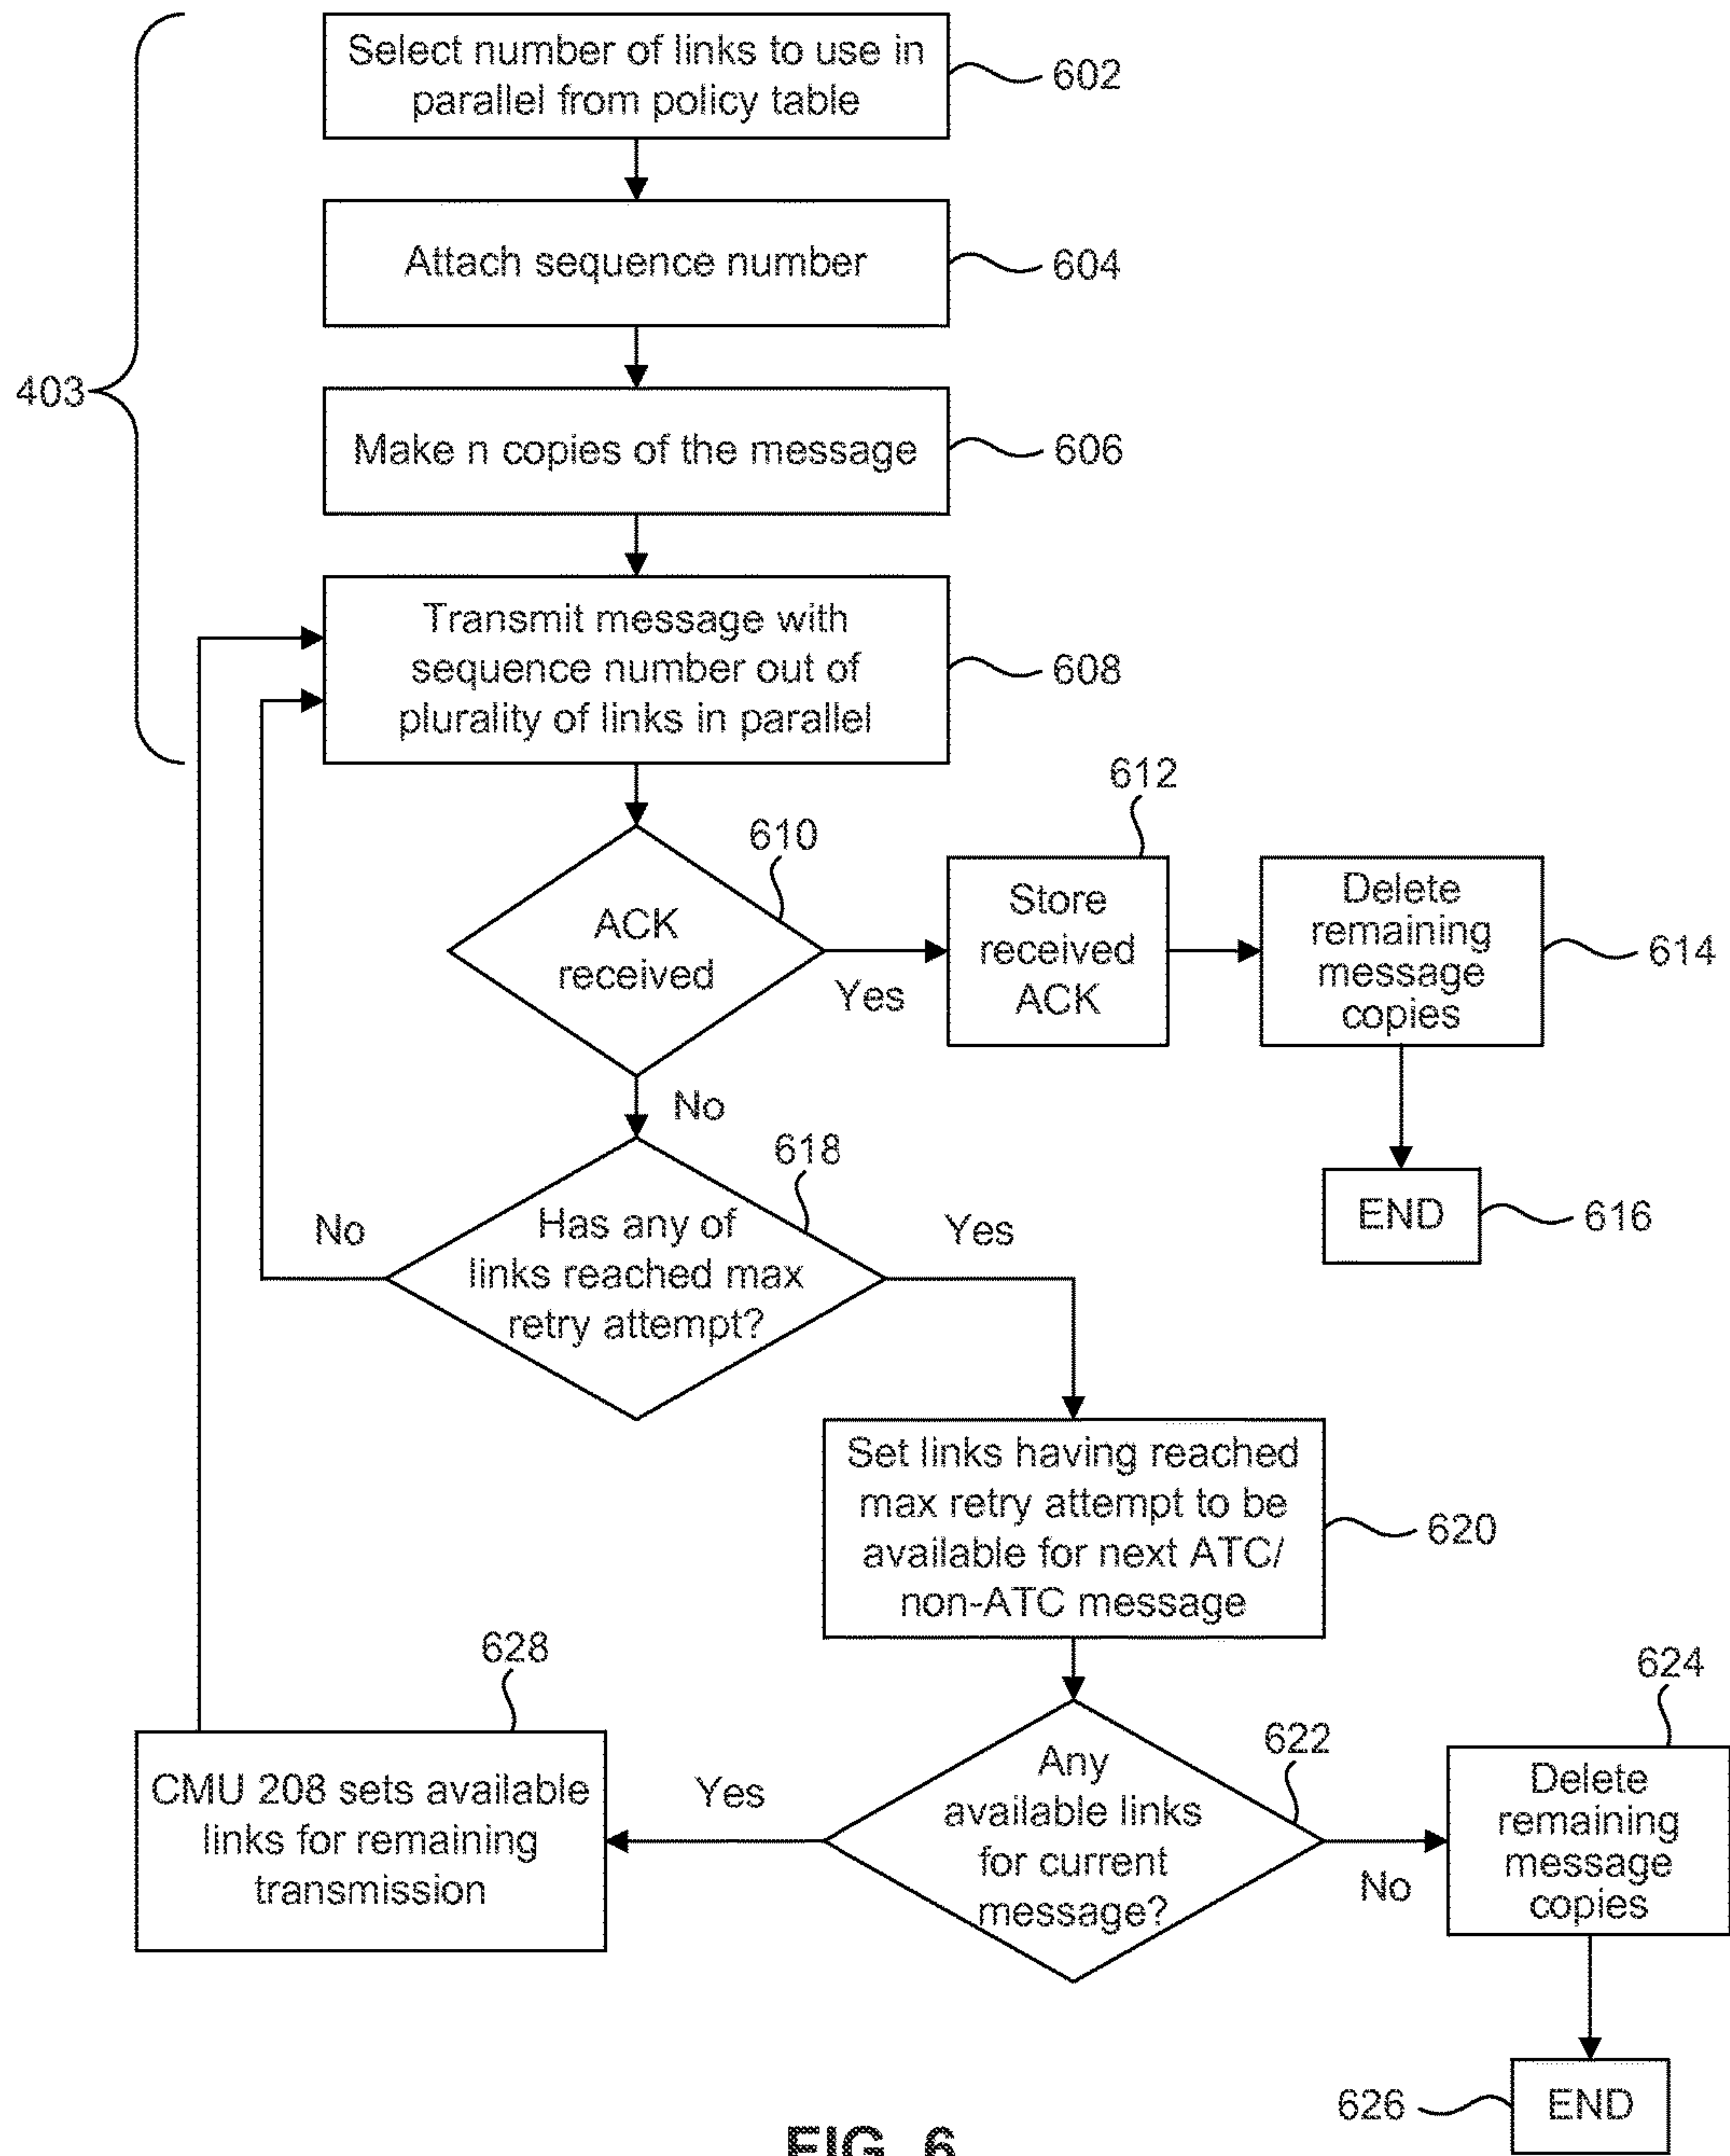 Select number of links to use in
parallel from policy table
602
Attach sequence number
604
403
Make n copies of the message
606
Transmit message with
sequence number out of
plurality of links in parallel
608
610
ACK
received
Yes
612
Store
received
ACK
Delete
remaining
message
copies
614
END
616
No
618
Has any of
links reached max
retry attempt?
No
Yes
Set links having reached
max retry attempt to be
available for next ATC/
non-ATC message
620
622
Any
available links
for current
message?
Yes
628
CMU 208 sets available
links for remaining
transmission
No
624
Delete
remaining
message
copies
626
END
FIG. 6